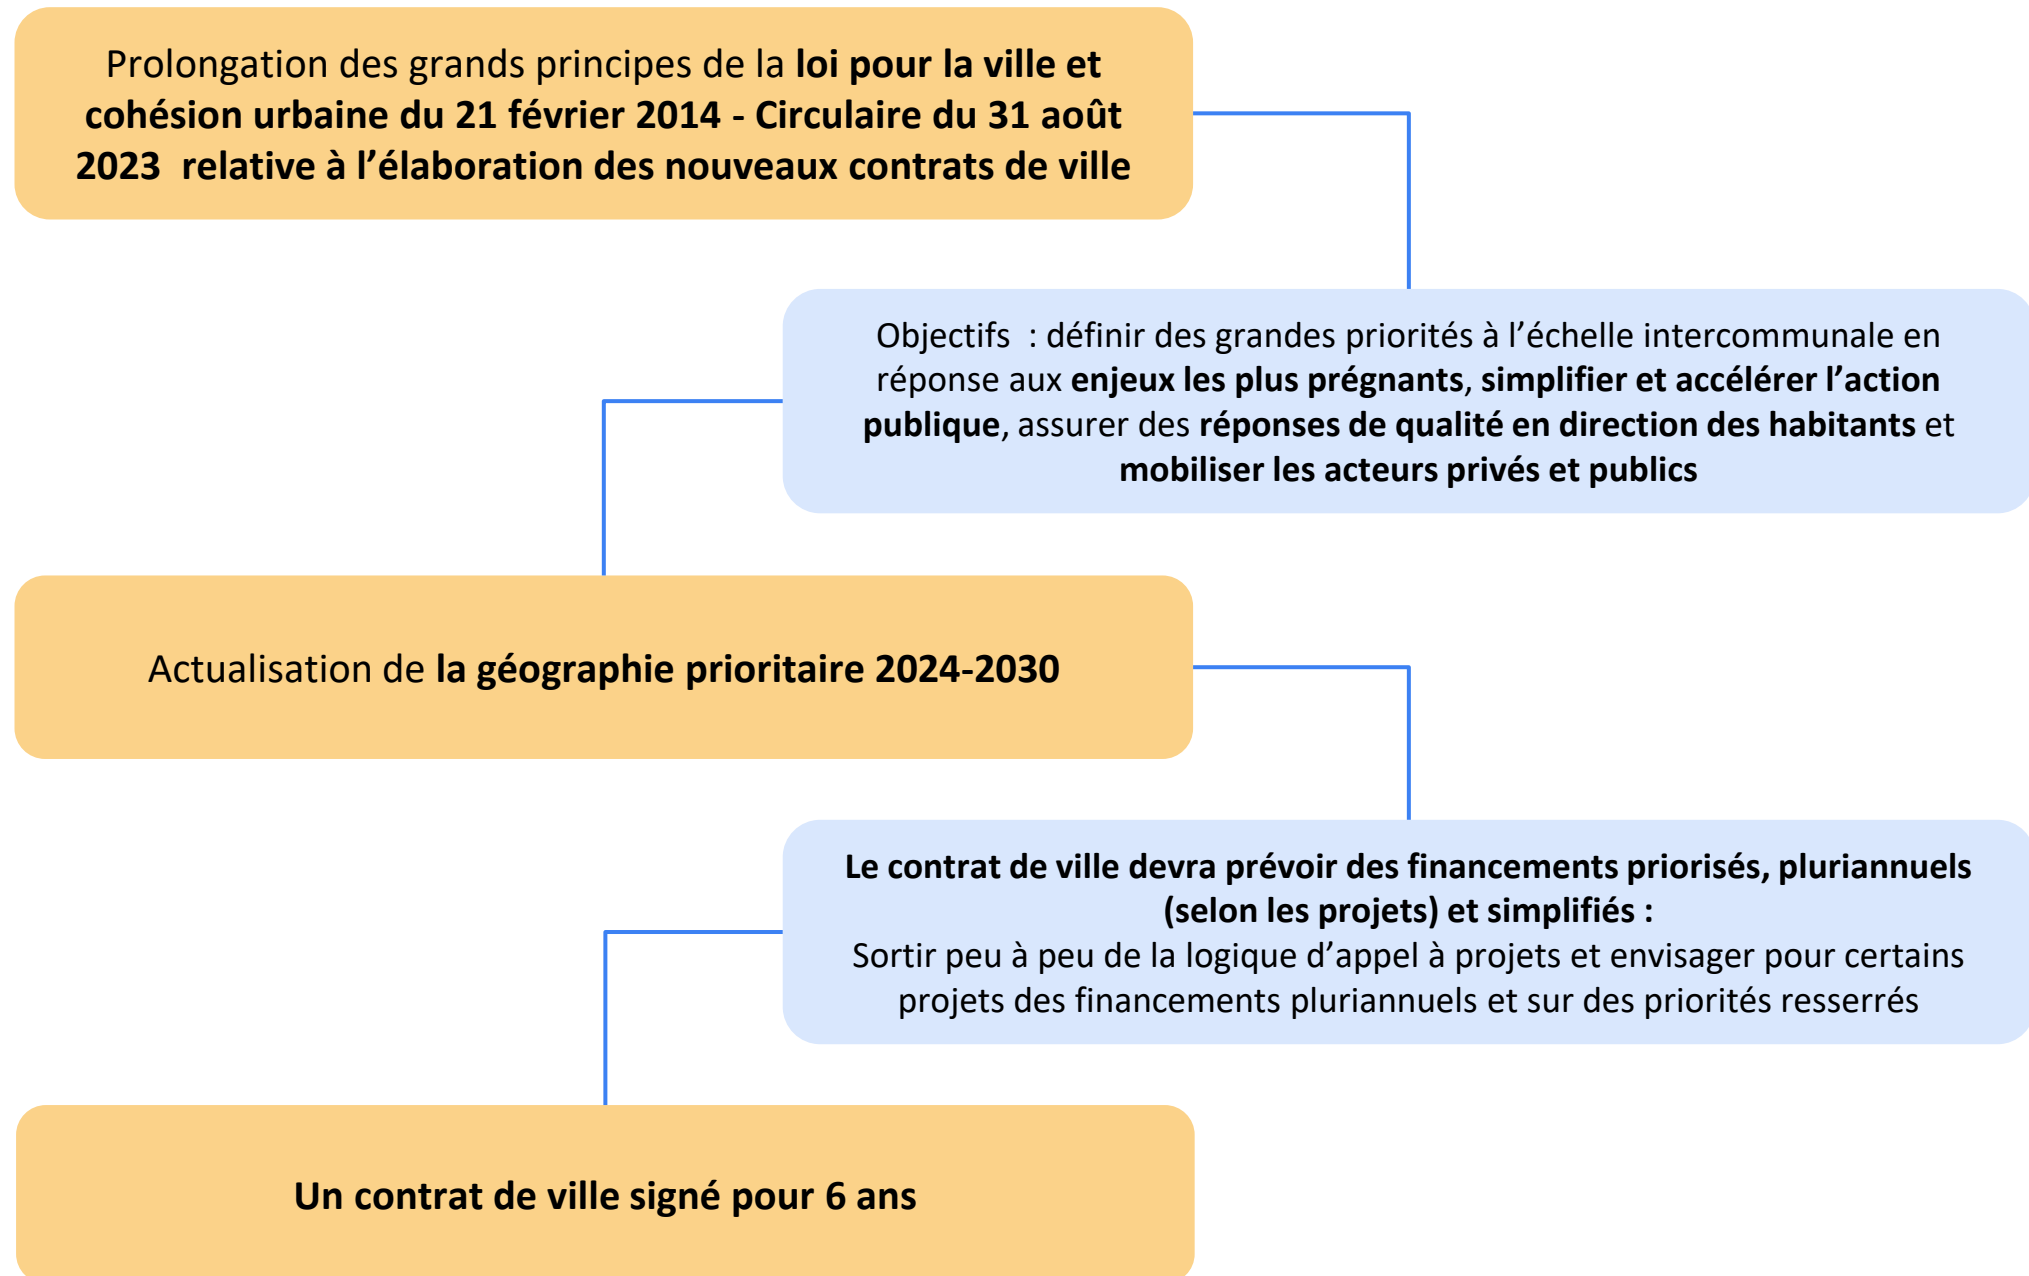 Prolongation des grands principes de la loi pour la ville et
cohésion urbaine du 21 février 2014 - Circulaire du 31 août
2023  relative à l’élaboration des nouveaux contrats de ville
Objectifs  : définir des grandes priorités à l’échelle intercommunale en
réponse aux enjeux les plus prégnants, simplifier et accélérer l’action
publique, assurer des réponses de qualité en direction des habitants et
mobiliser les acteurs privés et publics
Actualisation de la géographie prioritaire 2024-2030
Le contrat de ville devra prévoir des financements priorisés, pluriannuels
(selon les projets) et simplifiés :
Sortir peu à peu de la logique d’appel à projets et envisager pour certains
projets des financements pluriannuels et sur des priorités resserrés
Un contrat de ville signé pour 6 ans